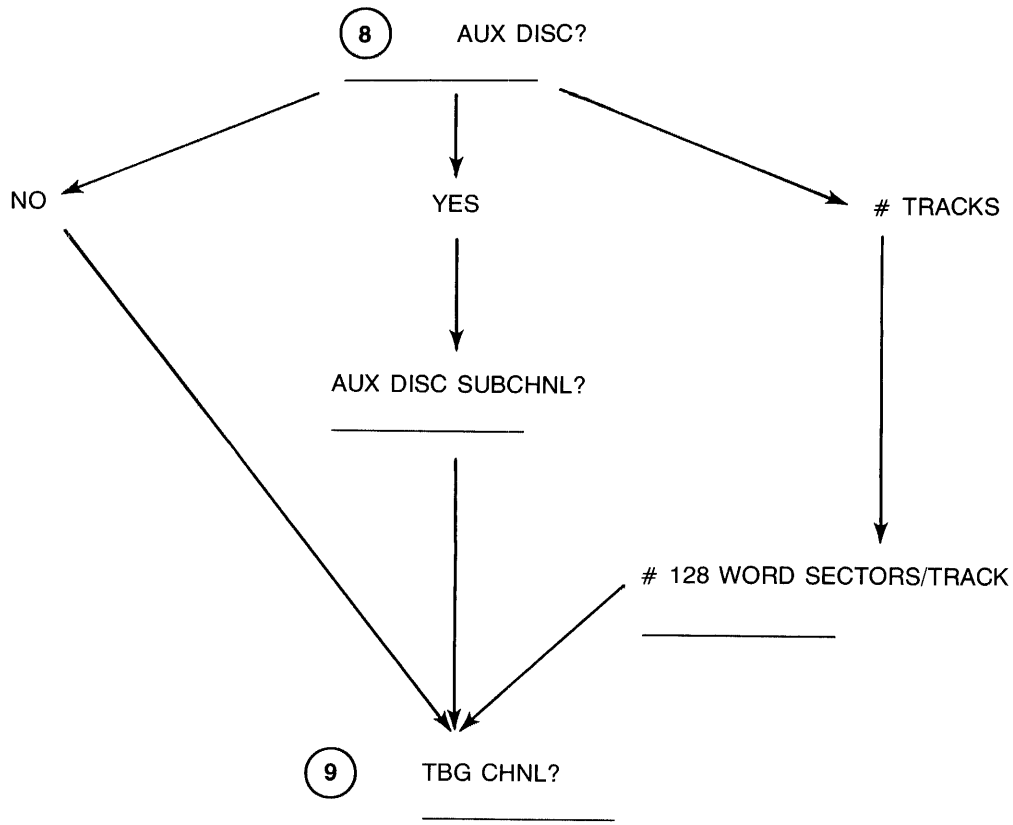 8 AUX DISC?
NO
YES
# TRACKS
AUX DISC SUBCHNL?
# 128 WORD SECTORS/TRACK
9 TBG CHNL?